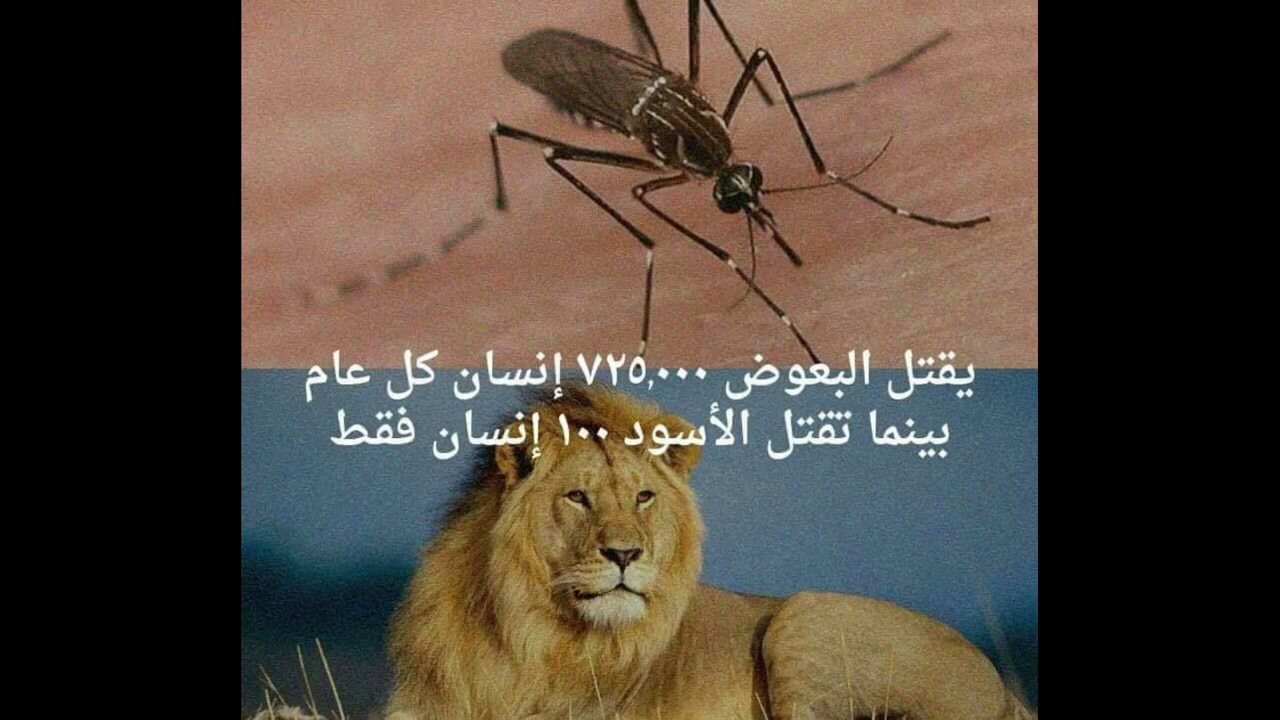 يقتل البعوض ٧٢٥,٠٠٠ إنسان كل عام
بينما تقتل الأسود ١٠٠ إنسان فقط